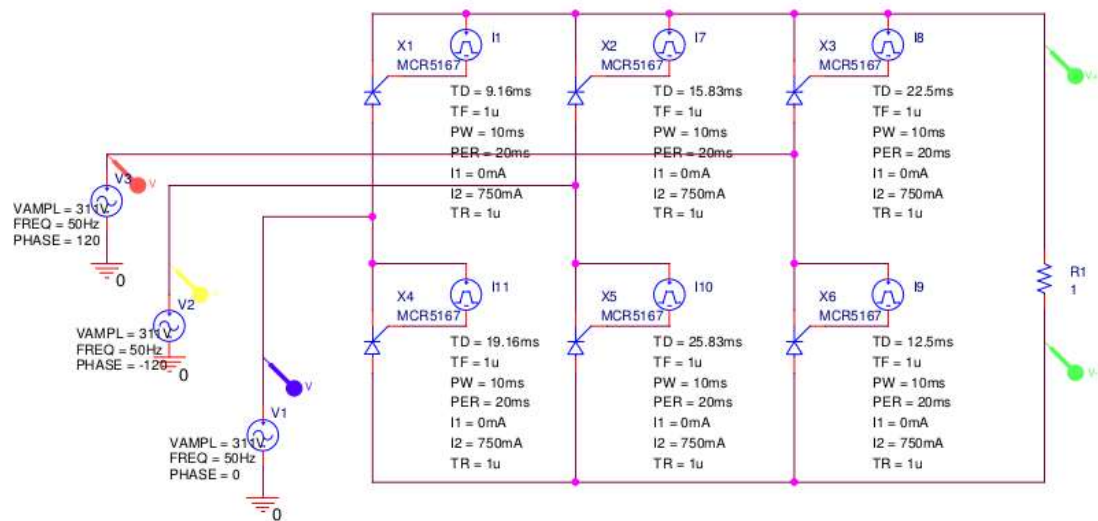 X1
MCR5167
I1
TD = 9.16ms
TF = 1u
PW = 10ms
PER = 20ms
I1 = 0mA
I2 = 750mA
TR = 1u
X2
MCR5167
I7
TD = 15.83ms
TF = 1u
PW = 10ms
PER = 20ms
I1 = 0mA
I2 = 750mA
TR = 1u
X3
MCR5167
I8
TD = 22.5ms
TF = 1u
PW = 10ms
PER = 20ms
I1 = 0mA
I2 = 750mA
TR = 1u
V+
V
V3
VAMPL = 311V
FREQ = 50Hz
PHASE = 120
0
V2
VAMPL = 311V
FREQ = 50Hz
PHASE = -120
0
V
V1
VAMPL = 311V
FREQ = 50Hz
PHASE = 0
0
X4
MCR5167
I11
TD = 19.16ms
TF = 1u
PW = 10ms
PER = 20ms
I1 = 0mA
I2 = 750mA
TR = 1u
X5
MCR5167
I10
TD = 25.83ms
TF = 1u
PW = 10ms
PER = 20ms
I1 = 0mA
I2 = 750mA
TR = 1u
X6
MCR5167
I9
TD = 12.5ms
TF = 1u
PW = 10ms
PER = 20ms
I1 = 0mA
I2 = 750mA
TR = 1u
R1
1
V-